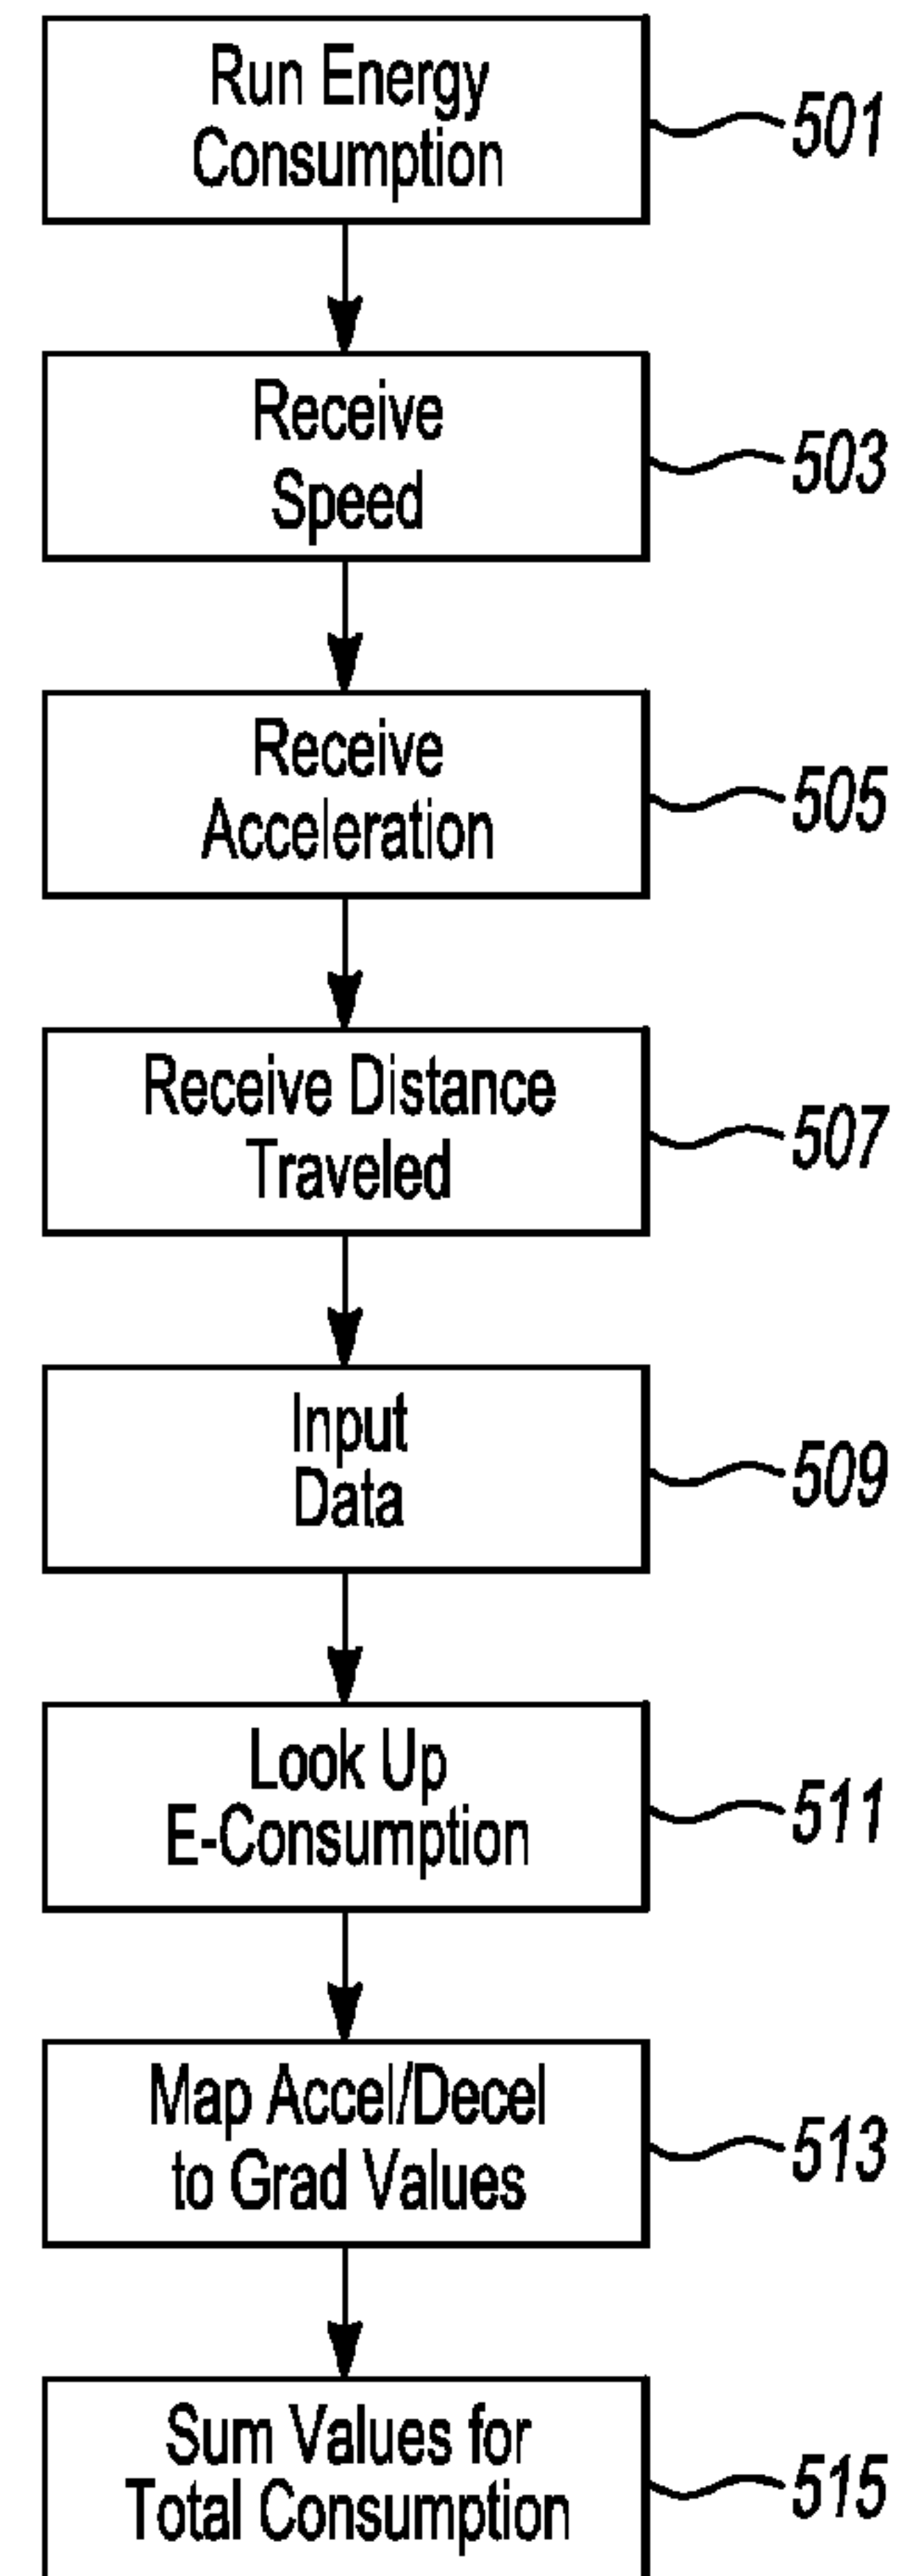 Run Energy
Consumption
501
Receive
Speed
503
Receive
Acceleration
505
Receive Distance
Traveled
507
Input
Data
509
Look Up
E-Consumption
511
Map Accel/Decel
to Grad Values
513
Sum Values for
Total Consumption
515